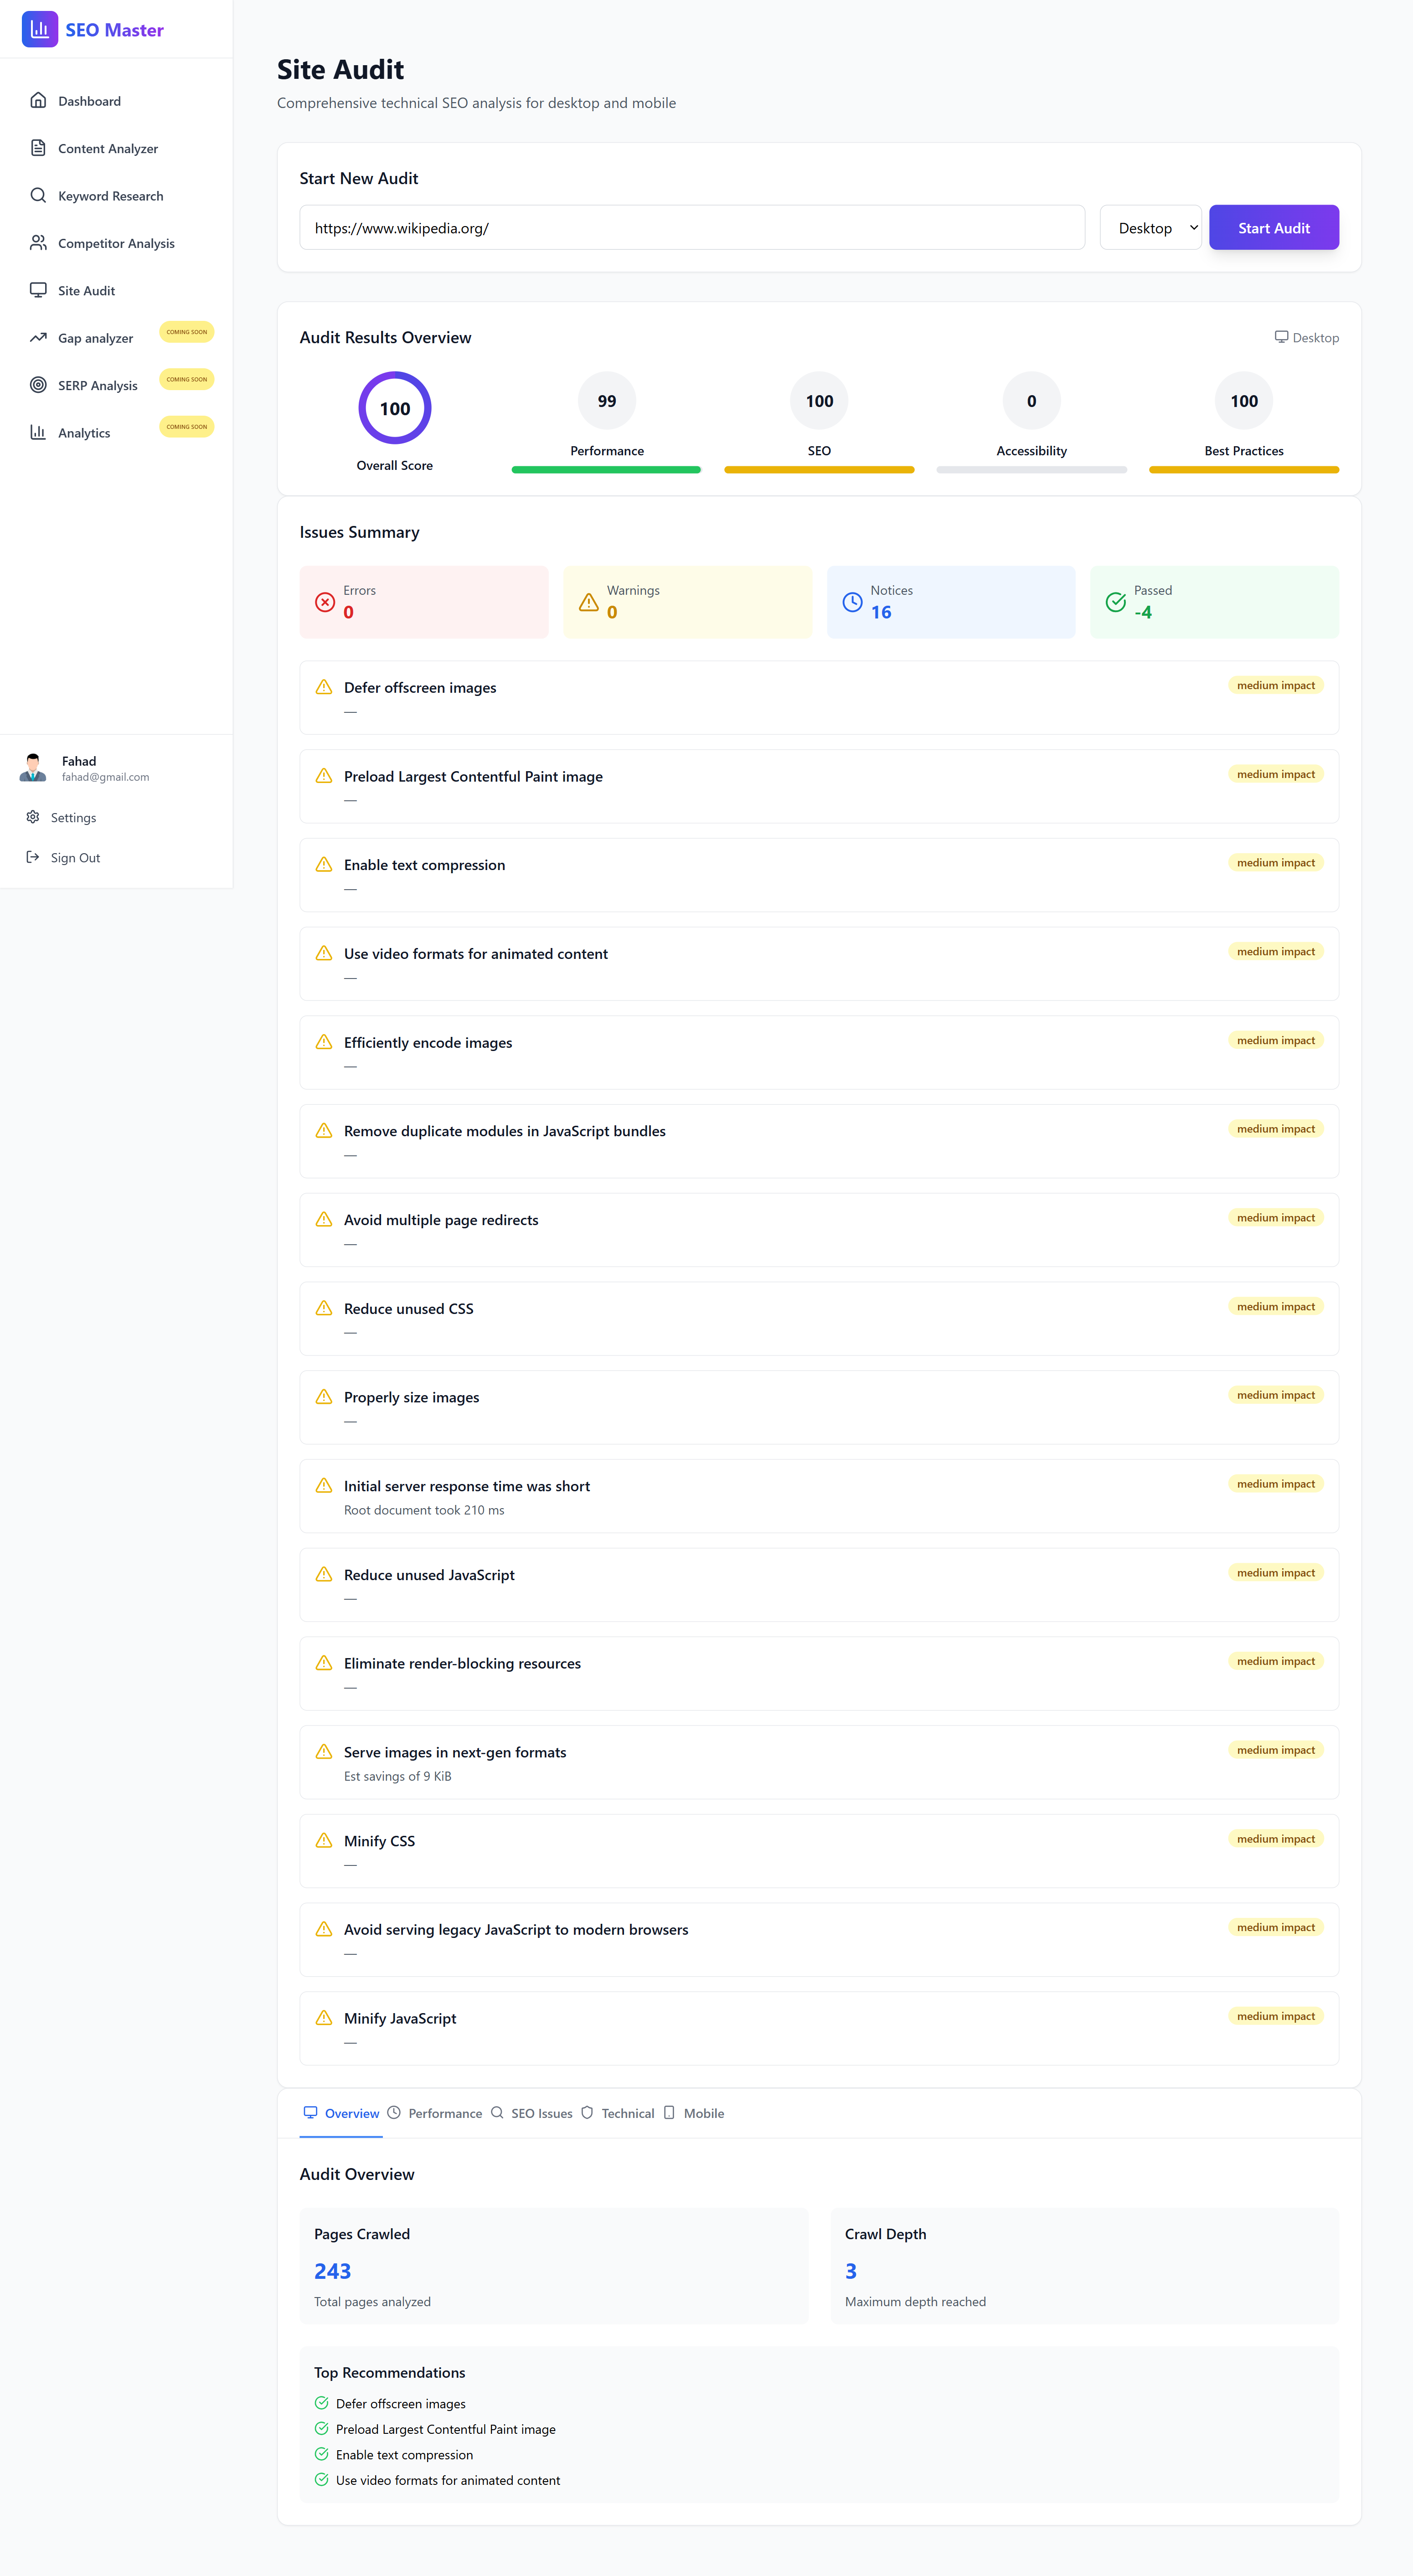 SEO Master
Dashboard
Content Analyzer
Keyword Research
Competitor Analysis
Site Audit
Gap analyzer
COMING SOON
SERP Analysis
COMING SOON
Analytics
COMING SOON
Fahad
fahad@gmail.com
Settings
Sign Out
Site Audit
Comprehensive technical SEO analysis for desktop and mobile
Start New Audit
https://www.wikipedia.org/
Desktop
Start Audit
Audit Results Overview
Desktop
100
Overall Score
99
Performance
100
SEO
0
Accessibility
100
Best Practices
Issues Summary
Errors
0
Warnings
0
Notices
16
Passed
-4
Defer offscreen images
medium impact
—
Preload Largest Contentful Paint image
medium impact
—
Enable text compression
medium impact
—
Use video formats for animated content
medium impact
—
Efficiently encode images
medium impact
—
Remove duplicate modules in JavaScript bundles
medium impact
—
Avoid multiple page redirects
medium impact
—
Reduce unused CSS
medium impact
—
Properly size images
medium impact
—
Initial server response time was short
medium impact
Root document took 210 ms
Reduce unused JavaScript
medium impact
—
Eliminate render-blocking resources
medium impact
—
Serve images in next-gen formats
medium impact
Est savings of 9 KiB
Minify CSS
medium impact
—
Avoid serving legacy JavaScript to modern browsers
medium impact
—
Minify JavaScript
medium impact
—
Overview
Performance
SEO Issues
Technical
Mobile
Audit Overview
Pages Crawled
243
Total pages analyzed
Crawl Depth
3
Maximum depth reached
Top Recommendations
Defer offscreen images
Preload Largest Contentful Paint image
Enable text compression
Use video formats for animated content